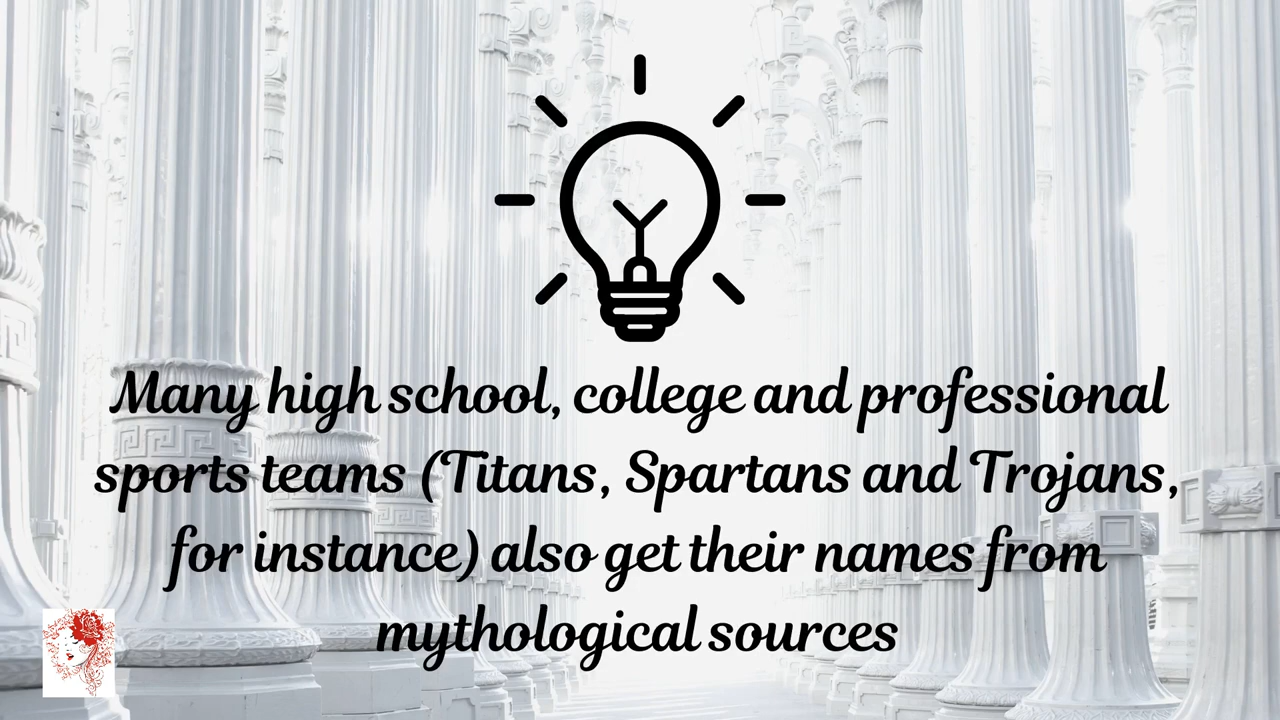 Many high school, college and professional
sports teams (Titans, Spartans and Trojans,
for instance) also get their names from
mythological sources